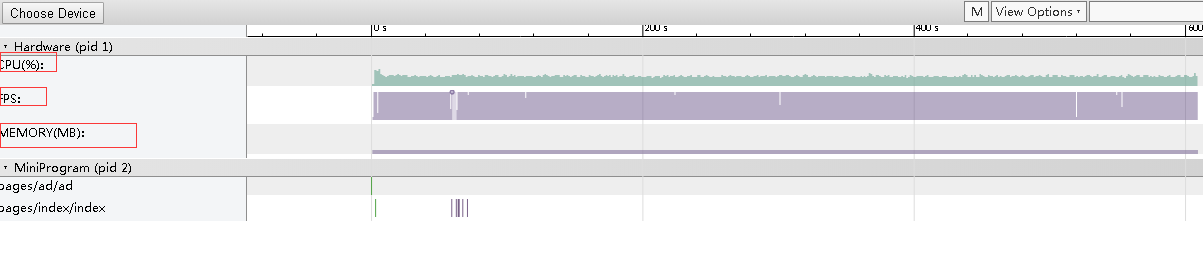 Choose Device
M View Options ▾
0 s 200 s 400 s 600
▾ Hardware (pid 1)
CPU(%):
FPS:
MEMORY(MB):
▾ MiniProgram (pid 2)
pages/ad/ad
pages/index/index